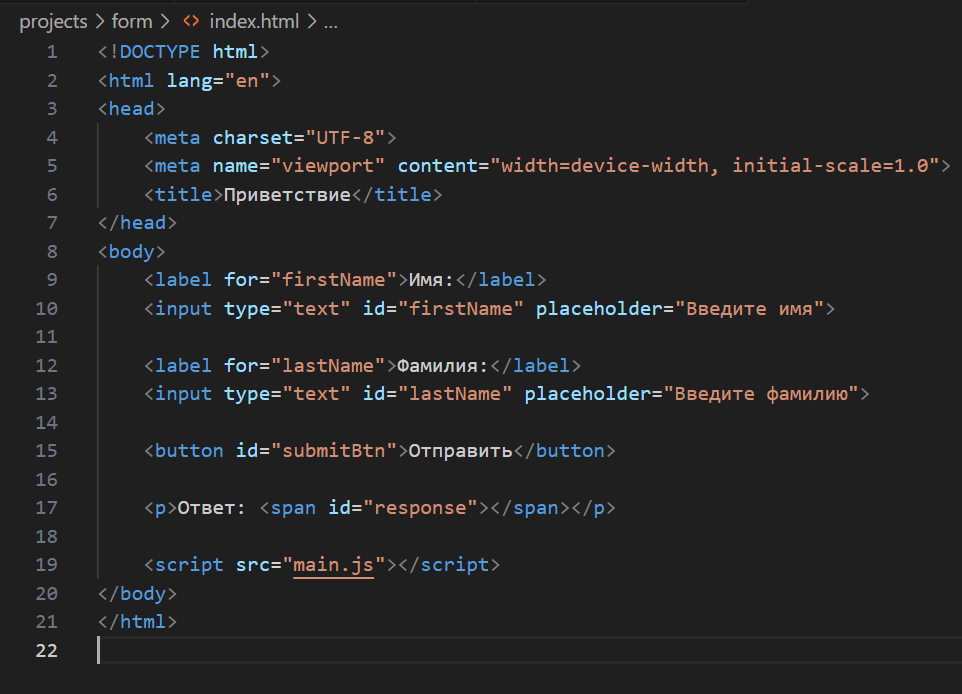 projects > form > <> index.html > ...
1 <!DOCTYPE html>
2 <html lang="en">
3 <head>
4     <meta charset="UTF-8">
5     <meta name="viewport" content="width=device-width, initial-scale=1.0">
6     <title>Приветствие</title>
7 </head>
8 <body>
9     <label for="firstName">Имя:</label>
10     <input type="text" id="firstName" placeholder="Введите имя">
11
12     <label for="lastName">Фамилия:</label>
13     <input type="text" id="lastName" placeholder="Введите фамилию">
14
15     <button id="submitBtn">Отправить</button>
16
17     <p>Ответ: <span id="response"></span></p>
18
19     <script src="main.js"></script>
20 </body>
21 </html>
22